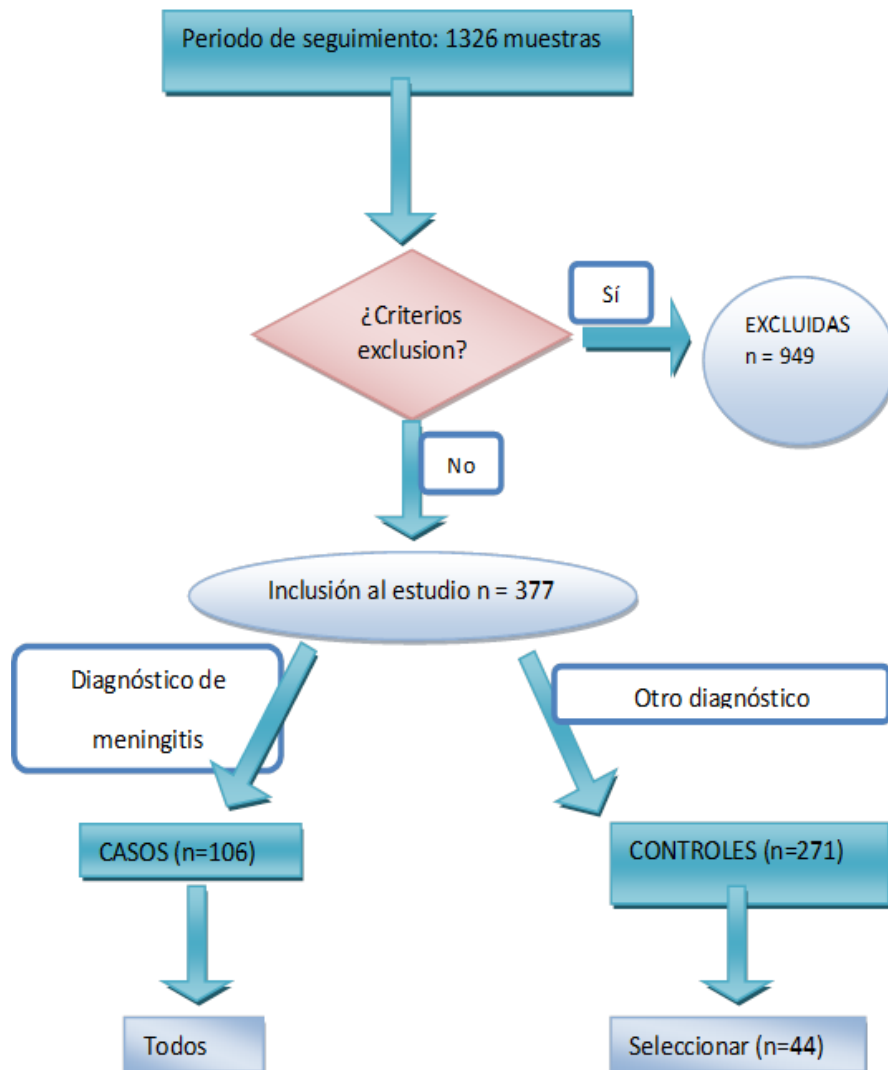 Periodo de seguimiento: 1326 muestras
¿Criterios
exclusion?
Sí
EXCLUIDAS
n = 949
No
Inclusión al estudio n = 377
Diagnóstico de
meningitis
Otro diagnóstico
CASOS (n=106)
CONTROLES (n=271)
Todos
Seleccionar (n=44)